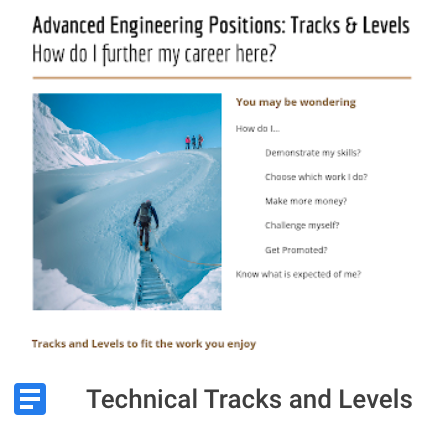 Advanced Engineering Positions: Tracks & Levels
How do I further my career here?
You may be wondering
How do I...
Demonstrate my skills?
Choose which work I do?
Make more money?
Challenge myself?
Get Promoted?
Know what is expected of me?
Tracks and Levels to fit the work you enjoy
Technical Tracks and Levels